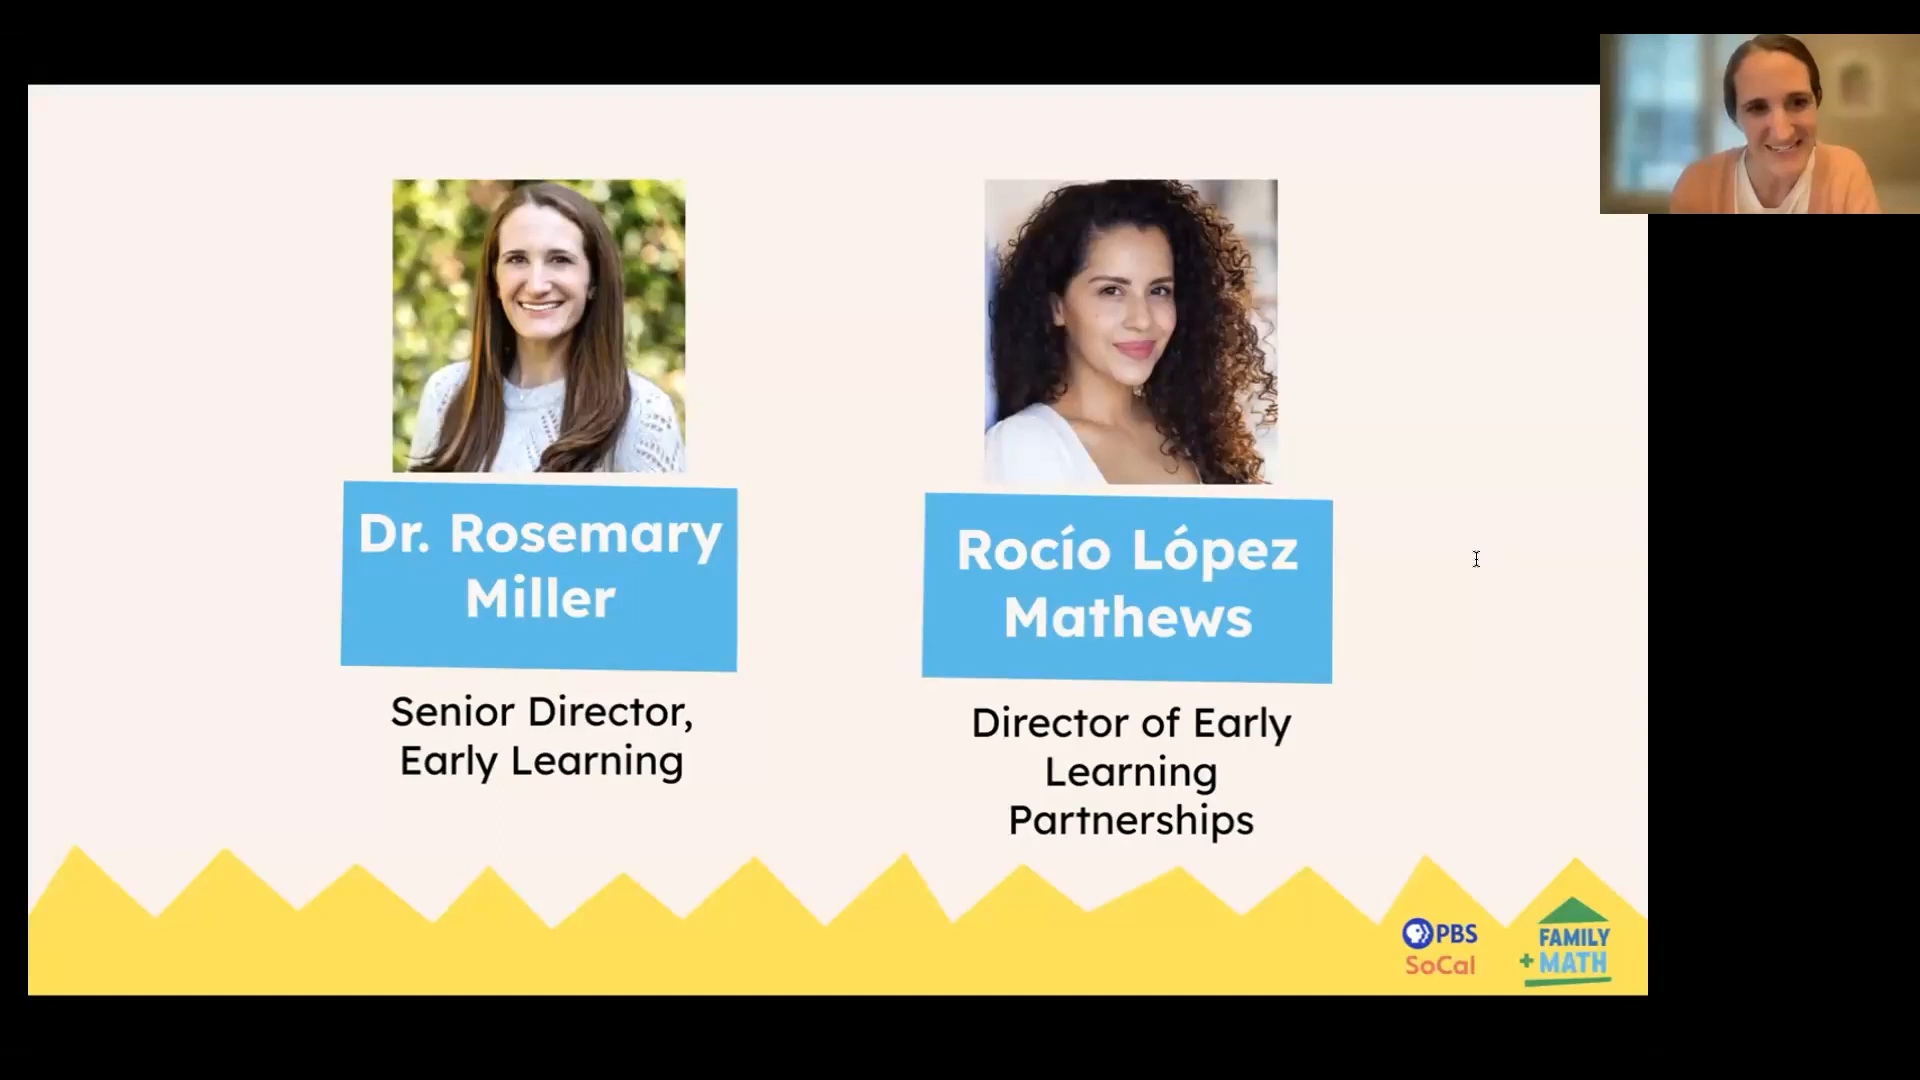 Dr. Rosemary
Miller
Senior Director,
Early Learning
Rocío López
Mathews
Director of Early
Learning
Partnerships
PBS
SoCal
FAMILY
+ MATH